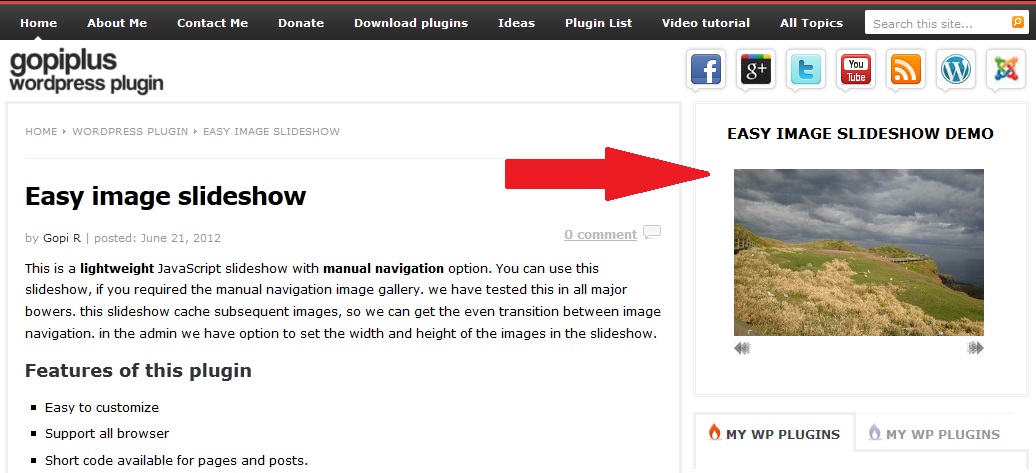 Home About Me Contact Me Donate Download plugins Ideas Plugin List Video tutorial All Topics Search this site...
gopiplus
wordpress plugin
f g+ t You Tube
HOME WORDPRESS PLUGIN EASY IMAGE SLIDESHOW
Easy image slideshow
by Gopi R | posted: June 21, 2012
0 comment
This is a lightweight JavaScript slideshow with manual navigation option. You can use this
slideshow, if you required the manual navigation image gallery. we have tested this in all major
bowers. this slideshow cache subsequent images, so we can get the even transition between image
navigation. in the admin we have option to set the width and height of the images in the slideshow.
Features of this plugin
Easy to customize
Support all browser
Short code available for pages and posts.
EASY IMAGE SLIDESHOW DEMO
MY WP PLUGINS MY WP PLUGINS